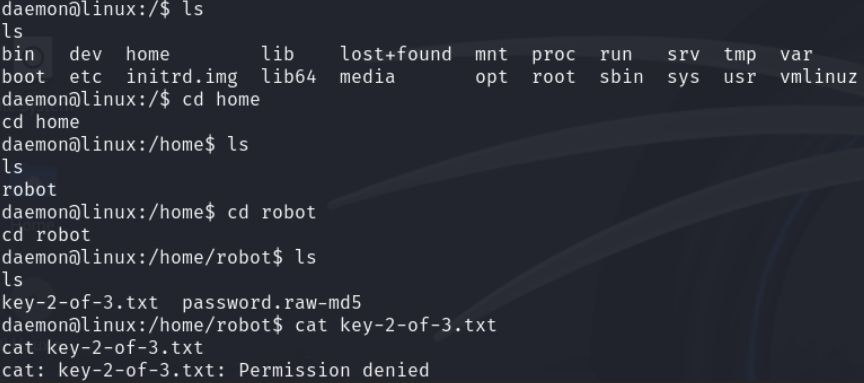 daemon@linux:/$ ls
ls
bin   dev  home        lib    lost+found  mnt  proc  run   srv  tmp  var
boot  etc  initrd.img  lib64  media       opt  root  sbin  sys  usr  vmlinuz
daemon@linux:/$ cd home
cd home
daemon@linux:/home$ ls
ls
robot
daemon@linux:/home$ cd robot
cd robot
daemon@linux:/home/robot$ ls
ls
key-2-of-3.txt  password.raw-md5
daemon@linux:/home/robot$ cat key-2-of-3.txt
cat key-2-of-3.txt
cat: key-2-of-3.txt: Permission denied